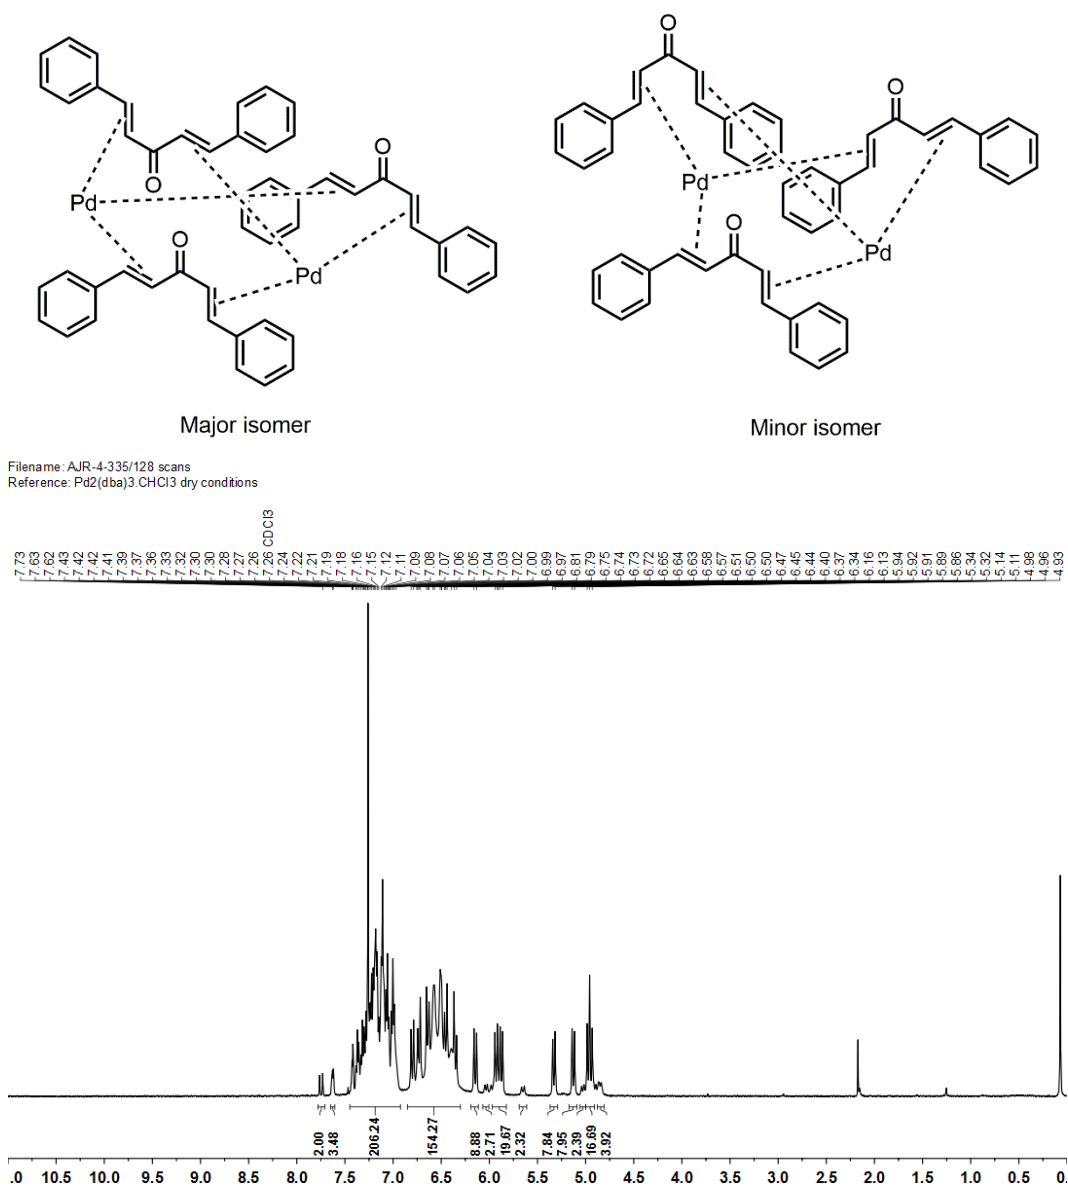 O
O
O
O
Pd
Pd
O
Pd
O
Pd
Major isomer
Minor isomer
Filename: AJR-4-335/128 scans
Reference: Pd2(dba)3.CHCl3 dry conditions
7.73 7.63 7.62 7.43 7.42 7.42 7.41 7.39 7.37 7.36 7.33 7.32 7.30 7.30 7.28 7.27 7.26 7.26 CDCl3 7.24 7.22 7.21 7.19 7.18 7.16 7.15 7.12 7.11 7.09 7.08 7.07 7.06 7.05 7.04 7.03 7.02 7.00 6.99 6.97 6.81 6.79 6.75 6.74 6.73 6.72 6.65 6.64 6.63 6.58 6.57 6.51 6.50 6.50 6.47 6.45 6.44 6.40 6.37 6.34 6.16 6.13 5.94 5.92 5.91 5.89 5.86 5.34 5.32 5.14 5.11 4.98 4.96 4.93
2.00 3.48 206.24 154.27 8.88 2.71 19.67 2.32 7.84 7.95 2.39 16.69 3.92
.0 10.5 10.0 9.5 9.0 8.5 8.0 7.5 7.0 6.5 6.0 5.5 5.0 4.5 4.0 3.5 3.0 2.5 2.0 1.5 1.0 0.5 0.